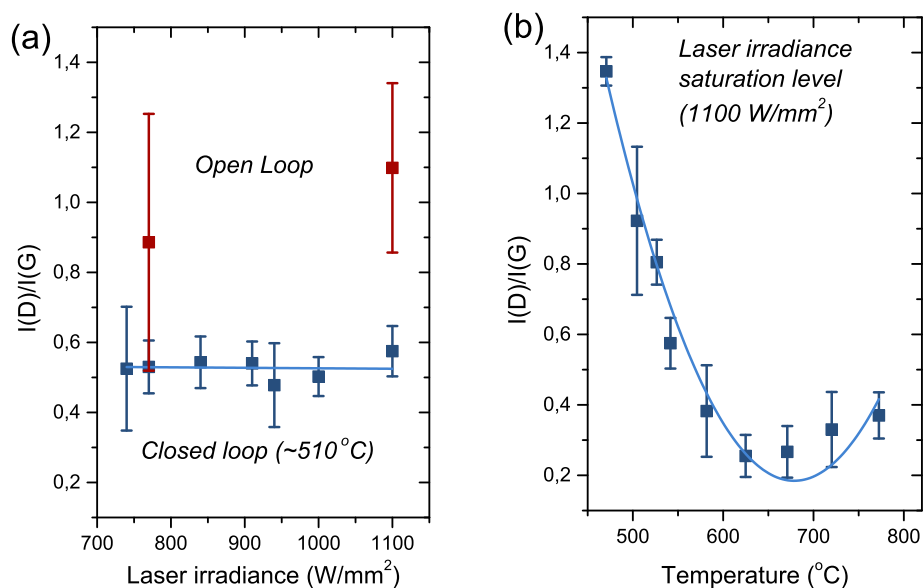 (a)
1,4
1,2
1,0
0,8
0,6
0,4
0,2
I(D)/I(G)
Open Loop
Closed loop (~510°C)
700 800 900 1000 1100
Laser irradiance (W/mm²)
(b)
1,4
1,2
1,0
0,8
0,6
0,4
0,2
I(D)/I(G)
Laser irradiance
saturation level
(1100 W/mm²)
500 600 700 800
Temperature (°C)